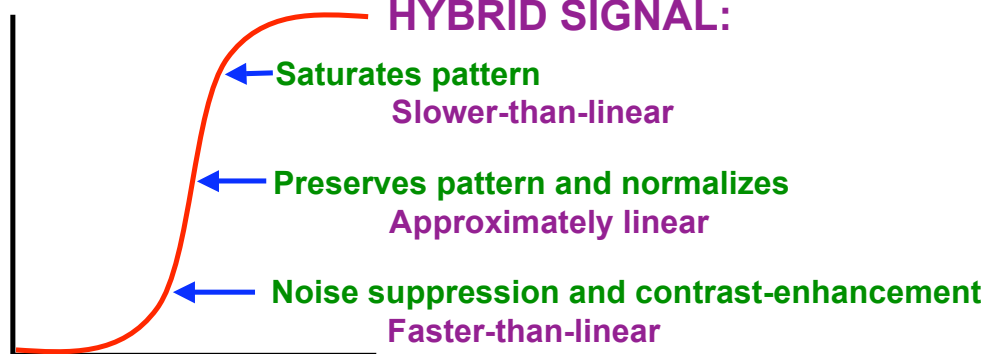 HYBRID SIGNAL:
Saturates pattern
Slower-than-linear
Preserves pattern and normalizes
Approximately linear
Noise suppression and contrast-enhancement
Faster-than-linear